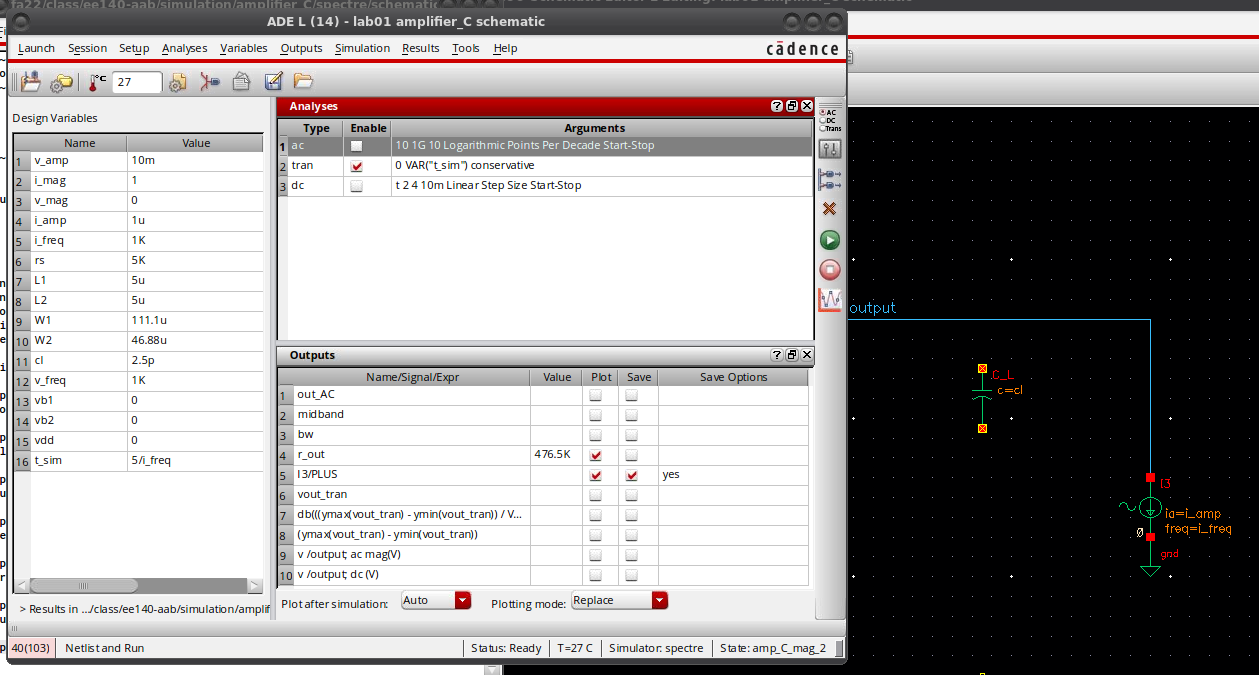 fa22/class/ee140-aab/simulation/amplifier_C/spectre/schematic
ADE L (14) - lab01 amplifier_C schematic
Launch Session Setup Analyses Variables Outputs Simulation Results Tools Help
cādence
°C 27
Design Variables
Name Value
1 v_amp 10m
2 i_mag 1
3 v_mag 0
4 i_amp 1u
5 i_freq 1K
6 rs 5K
7 L1 5u
8 L2 5u
9 W1 111.1u
10 W2 46.88u
11 cl 2.5p
12 v_freq 1K
13 vb1 0
14 vb2 0
15 vdd 0
16 t_sim 5/i_freq
> Results in .../class/ee140-aab/simulation/amplif
Analyses
Type Enable Arguments
1 ac 10 1G 10 Logarithmic Points Per Decade Start-Stop
2 tran 0 VAR("t_sim") conservative
3 dc t 2 4 10m Linear Step Size Start-Stop
AC
DC
Trans
Outputs
Name/Signal/Expr Value Plot Save Save Options
1 out_AC
2 midband
3 bw
4 r_out 476.5K
5 I3/PLUS yes
6 vout_tran
7 db(((ymax(vout_tran) - ymin(vout_tran)) / V...
8 (ymax(vout_tran) - ymin(vout_tran))
9 v /output; ac mag(V)
10 v /output; dc (V)
Plot after simulation: Auto Plotting mode: Replace
40(103) Netlist and Run Status: Ready T=27 C Simulator: spectre State: amp_C_mag_2
output
C_L
c=cl
I3
ia=i_amp
freq=i_freq
0
gnd